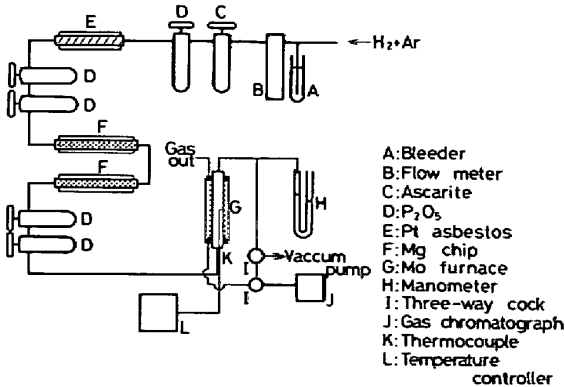 D
C
H₂+Ar
E
D
D
B
A
F
F
Gas
out
G
H
D
D
K
I
Vaccum
pump
I
J
L
A:Bleeder
B:Flow meter
C:Ascarite
D:P₂O₅
E:Pt asbestos
F:Mg chip
G:Mo furnace
H:Manometer
I:Three-way cock
J:Gas chromatograph
K:Thermocouple
L:Temperature
controller